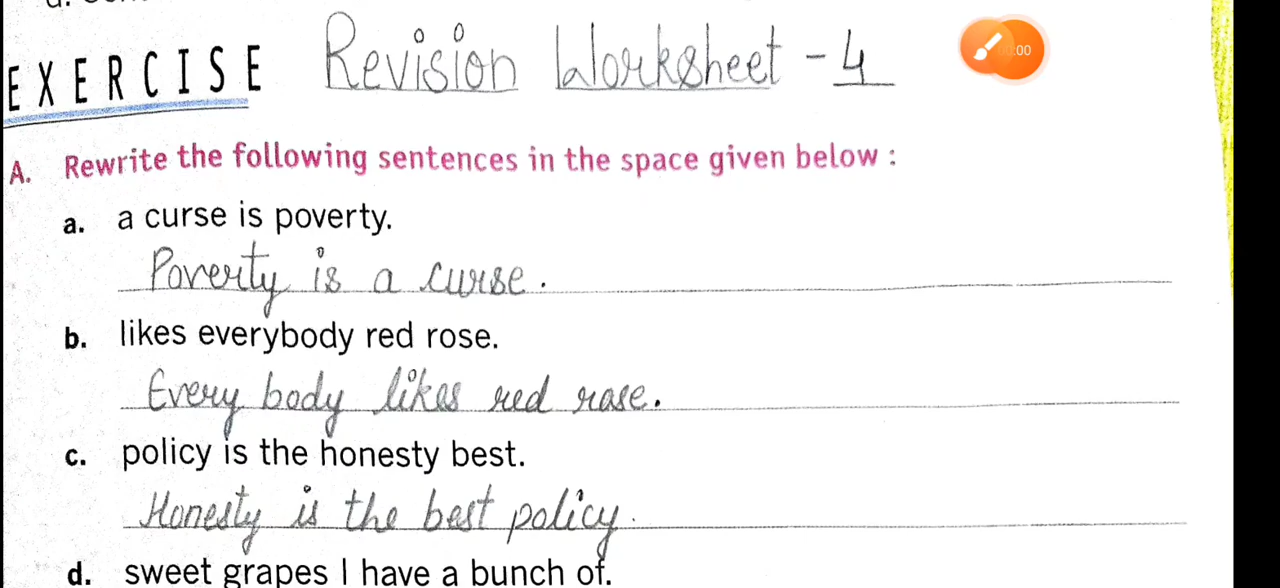 EXERCISE Revision Worksheet - 4
:00
A. Rewrite the following sentences in the space given below :
a. a curse is poverty.
Poverty is a curse.
b. likes everybody red rose.
Every body likes red rose.
c. policy is the honesty best.
Honesty is the best policy.
d. sweet grapes I have a bunch of.